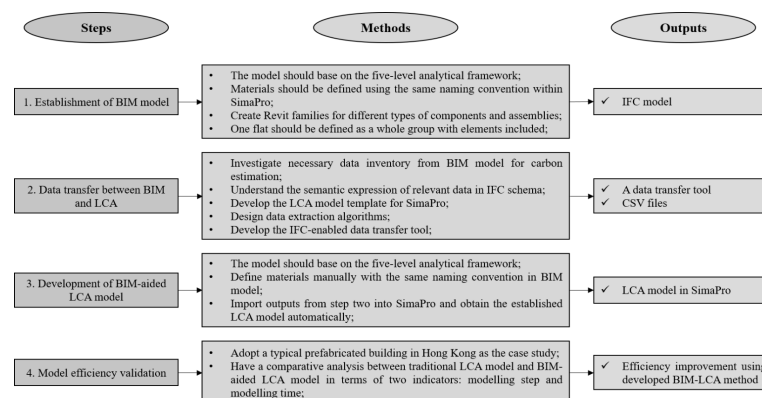 Steps
Methods
Outputs
1. Establishment of BIM model
• The model should base on the five-level analytical framework;
• Materials should be defined using the same naming convention within
SimaPro;
• Create Revit families for different types of components and assemblies;
• One flat should be defined as a whole group with elements included;
✓ IFC model
2. Data transfer between BIM
and LCA
• Investigate necessary data inventory from BIM model for carbon
estimation;
• Understand the semantic expression of relevant data in IFC schema;
• Develop the LCA model template for SimaPro;
• Design data extraction algorithms;
• Develop the IFC-enabled data transfer tool;
✓ A data transfer tool
✓ CSV files
3. Development of BIM-aided
LCA model
• The model should base on the five-level analytical framework;
• Define materials manually with the same naming convention in BIM
model;
• Import outputs from step two into SimaPro and obtain the established
LCA model automatically;
✓ LCA model in SimaPro
4. Model efficiency validation
• Adopt a typical prefabricated building in Hong Kong as the case study;
• Have a comparative analysis between traditional LCA model and BIM-
aided LCA model in terms of two indicators: modelling step and
modelling time;
✓ Efficiency improvement using
developed BIM-LCA method